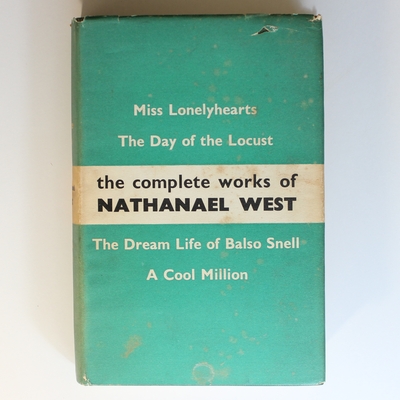 Miss Lonelyhearts
The Day of the Locust
the complete works of
NATHANAEL WEST
The Dream Life of Balso Snell
A Cool Million